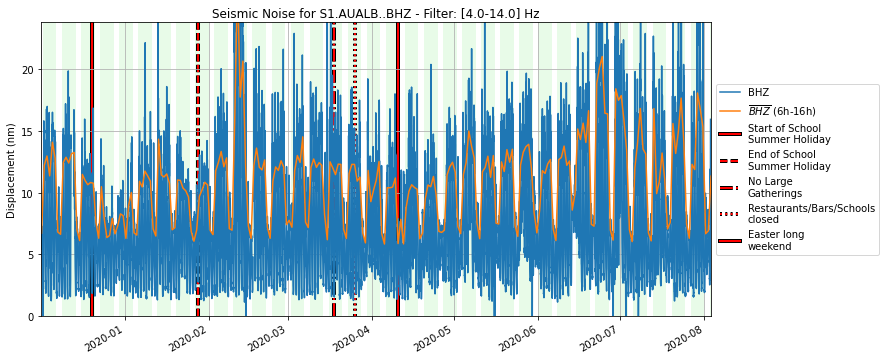 Seismic Noise for S1.AUALB..BHZ - Filter: [4.0-14.0] Hz
Displacement (nm)
20
15
10
5
0
2020-01
2020-02
2020-03
2020-04
2020-05
2020-06
2020-07
2020-08
BHZ
BHZ (6h-16h)
Start of School
Summer Holiday
End of School
Summer Holiday
No Large
Gatherings
Restaurants/Bars/Schools
closed
Easter long
weekend